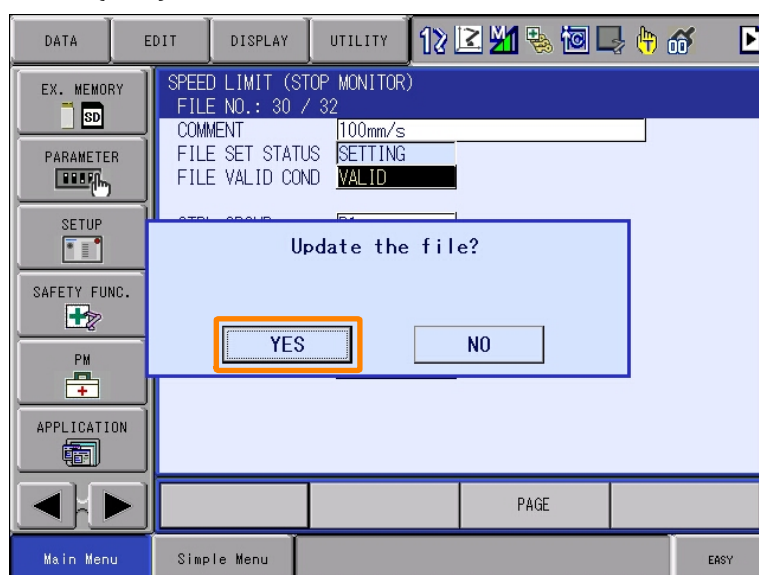 DATA
EDIT
DISPLAY
UTILITY
EX. MEMORY
SD
PARAMETER
SETUP
SAFETY FUNC.
PM
APPLICATION
SPEED LIMIT (STOP MONITOR)
FILE NO.: 30 / 32
COMMENT 100mm/s
FILE SET STATUS SETTING
FILE VALID COND VALID
Update the file?
YES
NO
PAGE
Main Menu
Simple Menu
EASY